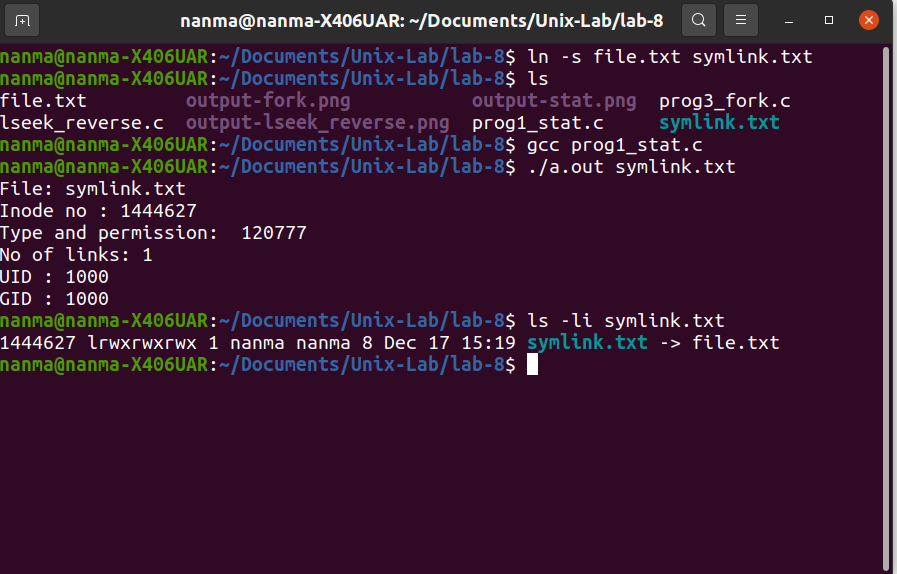 nanma@nanma-X406UAR: ~/Documents/Unix-Lab/lab-8
nanma@nanma-X406UAR:~/Documents/Unix-Lab/lab-8$ ln -s file.txt symlink.txt
nanma@nanma-X406UAR:~/Documents/Unix-Lab/lab-8$ ls
file.txt         output-fork.png           output-stat.png  prog3_fork.c
lseek_reverse.c  output-lseek_reverse.png  prog1_stat.c     symlink.txt
nanma@nanma-X406UAR:~/Documents/Unix-Lab/lab-8$ gcc prog1_stat.c
nanma@nanma-X406UAR:~/Documents/Unix-Lab/lab-8$ ./a.out symlink.txt
File: symlink.txt
Inode no : 1444627
Type and permission:  120777
No of links: 1
UID : 1000
GID : 1000
nanma@nanma-X406UAR:~/Documents/Unix-Lab/lab-8$ ls -li symlink.txt
1444627 lrwxrwxrwx 1 nanma nanma 8 Dec 17 15:19 symlink.txt -> file.txt
nanma@nanma-X406UAR:~/Documents/Unix-Lab/lab-8$